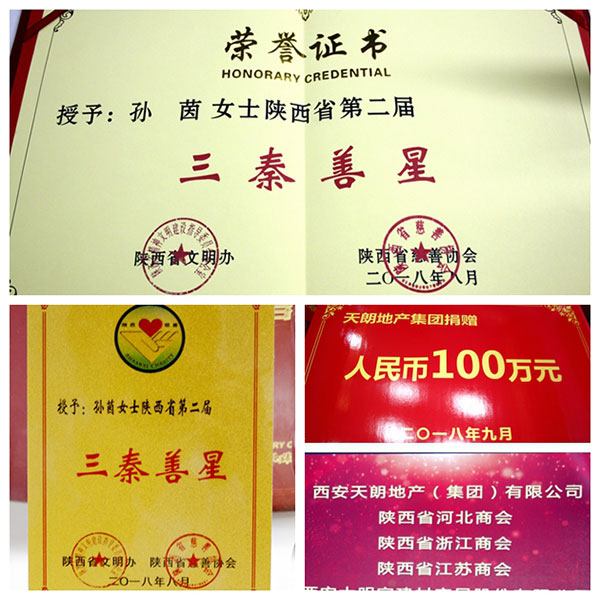 荣誉证书
HONORARY CREDENTIAL
授予：孙 茵 女士陕西省第二届
三秦善星
陕西省文明办 陕西省慈善协会
二〇一八年八月
授予：孙茵女士陕西省第二届
三秦善星
陕西省文明办 陕西省慈善协会
二〇一八年八月
天朗地产集团捐赠
人民币100万元
二〇一八年九月
西安天朗地产（集团）有限公司
陕西省河北商会
陕西省浙江商会
陕西省江苏商会